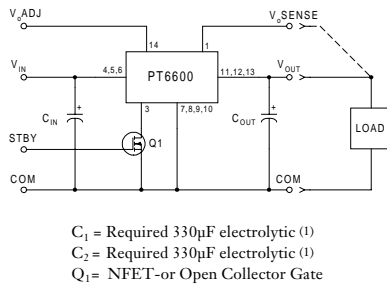 VoADJ
VoSENSE
14
1
VIN
4,5,6
PT6600
11,12,13
VOUT
CIN
+
3
7,8,9,10
COUT
+
LOAD
STBY
Q1
COM
COM
C1 = Required 330µF electrolytic (1)
C2 = Required 330µF electrolytic (1)
Q1= NFET-or Open Collector Gate